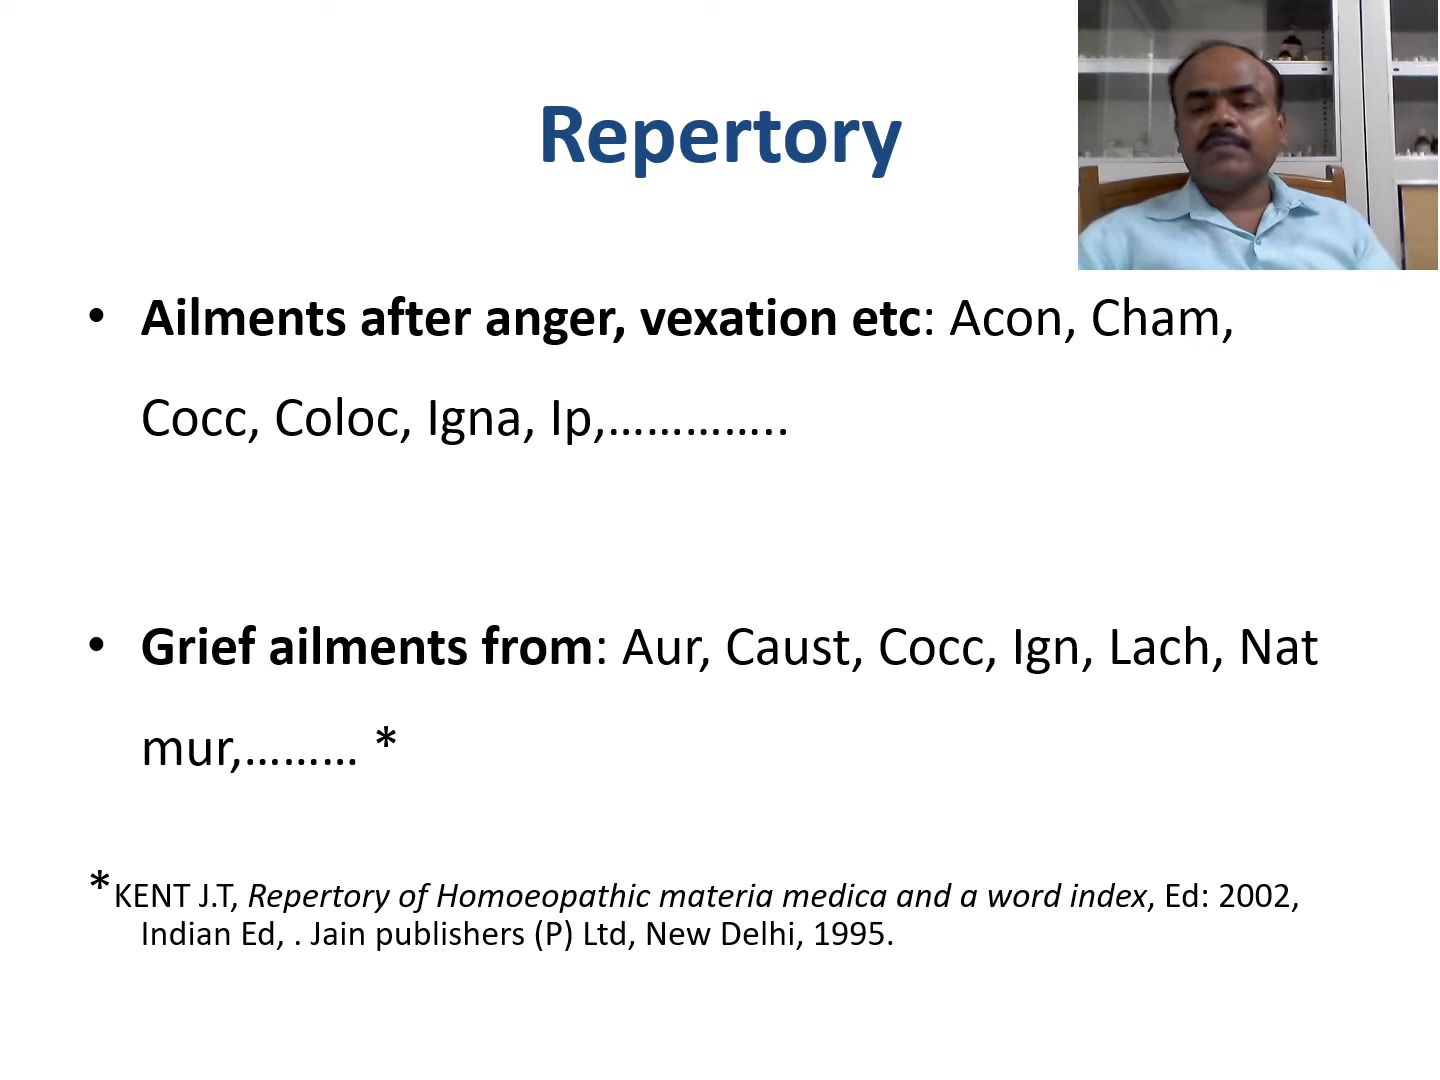 Repertory
• Ailments after anger, vexation etc: Acon, Cham,
Cocc, Coloc, Igna, Ip,…………..
• Grief ailments from: Aur, Caust, Cocc, Ign, Lach, Nat
mur,……… *
*KENT J.T, Repertory of Homoeopathic materia medica and a word index, Ed: 2002,
Indian Ed, . Jain publishers (P) Ltd, New Delhi, 1995.